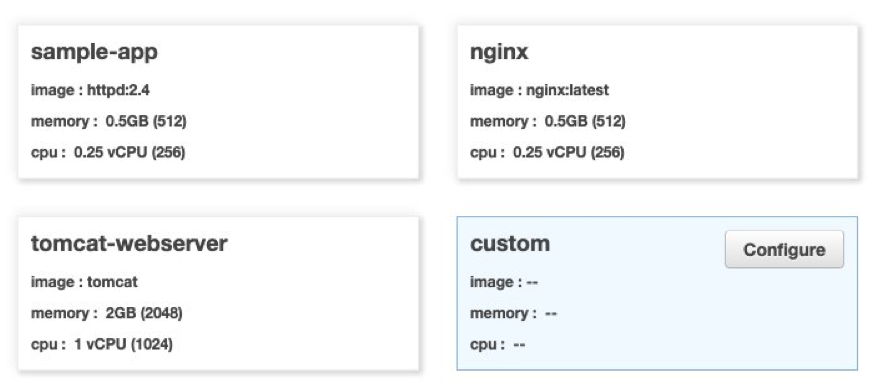 sample-app
image : httpd:2.4
memory :  0.5GB (512)
cpu :  0.25 vCPU (256)
nginx
image : nginx:latest
memory :  0.5GB (512)
cpu :  0.25 vCPU (256)
tomcat-webserver
image : tomcat
memory :  2GB (2048)
cpu :  1 vCPU (1024)
custom
Configure
image : --
memory :  --
cpu :  --